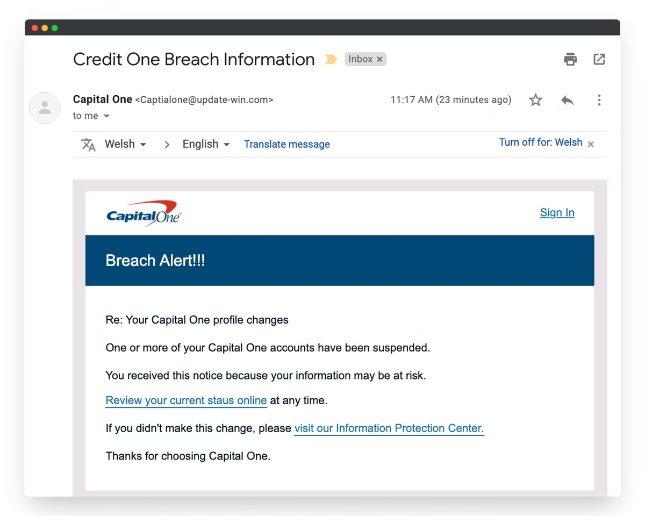 Credit One Breach Information Inbox ×
Capital One <Captialone@update-win.com> 11:17 AM (23 minutes ago)
to me
Welsh > English Translate message Turn off for: Welsh ×
CapitalOne Sign In
Breach Alert!!!
Re: Your Capital One profile changes
One or more of your Capital One accounts have been suspended.
You received this notice because your information may be at risk.
Review your current staus online at any time.
If you didn't make this change, please visit our Information Protection Center.
Thanks for choosing Capital One.